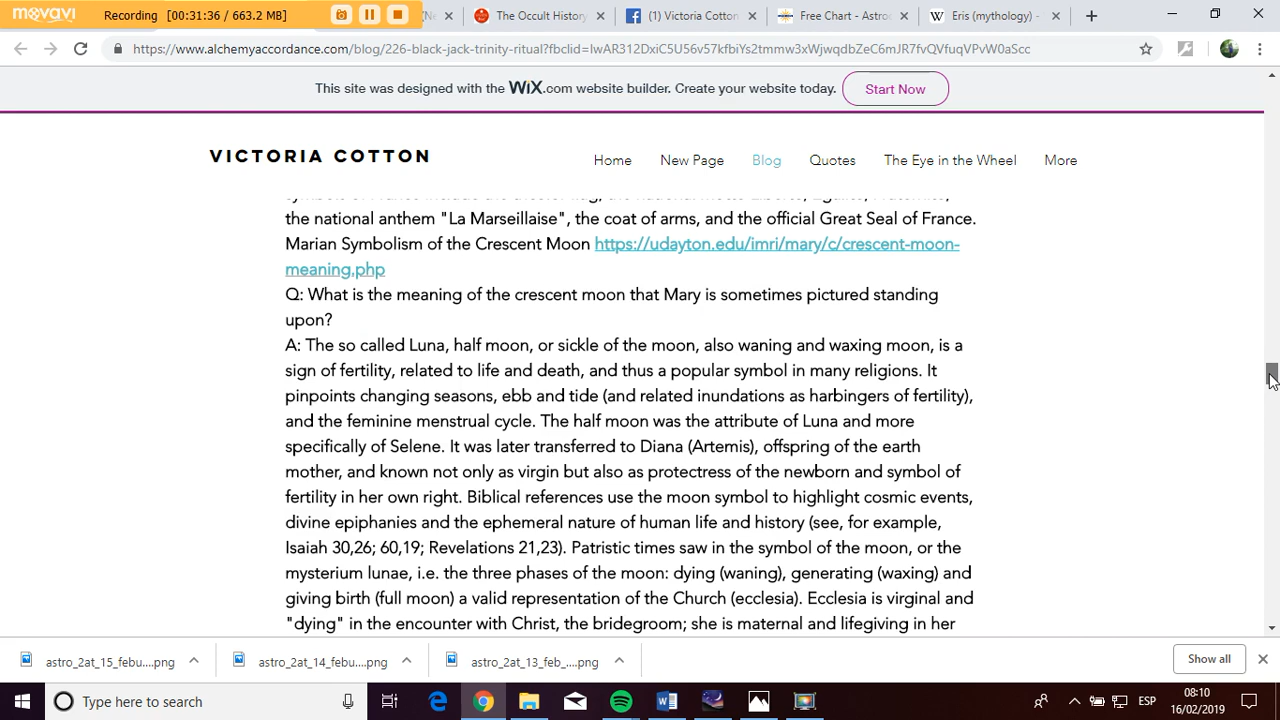 movavi
Recording [00:31:36 / 663.2 MB]
The Occult History
(1) Victoria Cotton
Free Chart - Astro
Eris (mythology) -
https://www.alchemyaccordance.com/blog/226-black-jack-trinity-ritual?fbclid=IwAR312DxiC5U56v57kfbiYs2tmmw3xWjwqdbZeC6mJR7fvQVfuqVPvW0aScc
This site was designed with the WiX.com website builder. Create your website today.
Start Now
VICTORIA COTTON
Home
New Page
Blog
Quotes
The Eye in the Wheel
More
the national anthem "La Marseillaise", the coat of arms, and the official Great Seal of France.
Marian Symbolism of the Crescent Moon https://udayton.edu/imri/mary/c/crescent-moon-
meaning.php
Q: What is the meaning of the crescent moon that Mary is sometimes pictured standing
upon?
A: The so called Luna, half moon, or sickle of the moon, also waning and waxing moon, is a
sign of fertility, related to life and death, and thus a popular symbol in many religions. It
pinpoints changing seasons, ebb and tide (and related inundations as harbingers of fertility),
and the feminine menstrual cycle. The half moon was the attribute of Luna and more
specifically of Selene. It was later transferred to Diana (Artemis), offspring of the earth
mother, and known not only as virgin but also as protectress of the newborn and symbol of
fertility in her own right. Biblical references use the moon symbol to highlight cosmic events,
divine epiphanies and the ephemeral nature of human life and history (see, for example,
Isaiah 30,26; 60,19; Revelations 21,23). Patristic times saw in the symbol of the moon, or the
mysterium lunae, i.e. the three phases of the moon: dying (waning), generating (waxing) and
giving birth (full moon) a valid representation of the Church (ecclesia). Ecclesia is virginal and
"dying" in the encounter with Christ, the bridegroom; she is maternal and lifegiving in her
astro_2at_15_febu....png
astro_2at_14_febu....png
astro_2at_13_feb_....png
Show all
Type here to search
ESP
08:10
16/02/2019